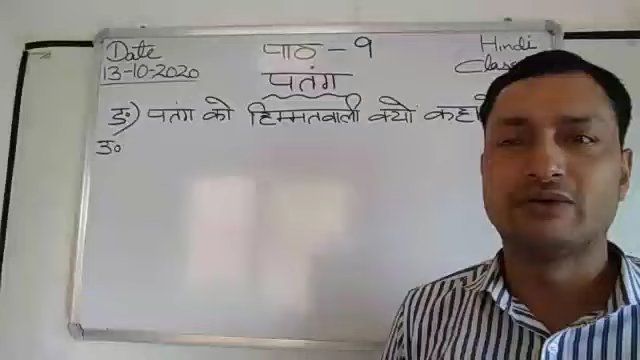 Date
13-10-2020
पाठ - 9
पतंग
Hindi
ङ) पतंग को हिम्मतवाली क्यों कहा
उ०